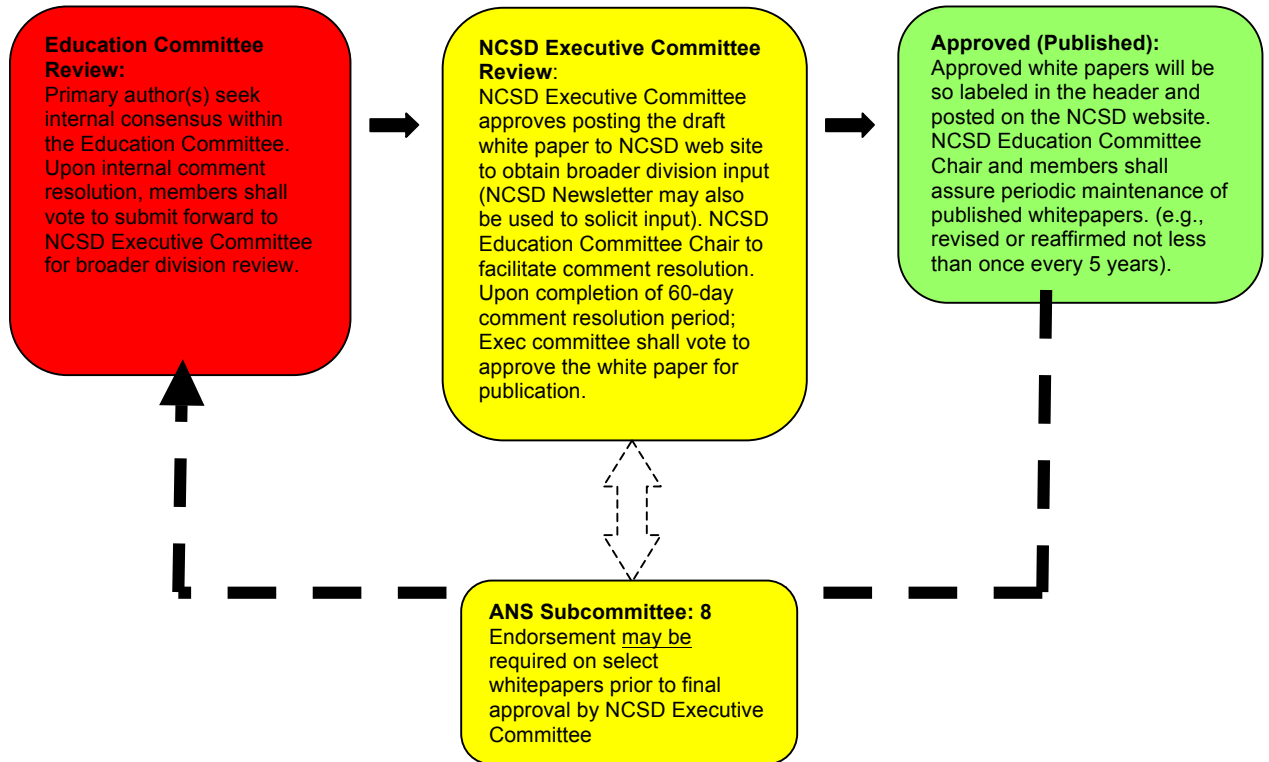 Education Committee
Review:
Primary author(s) seek
internal consensus within
the Education Committee.
Upon internal comment
resolution, members shall
vote to submit forward to
NCSD Executive Committee
for broader division review.
NCSD Executive Committee
Review:
NCSD Executive Committee
approves posting the draft
white paper to NCSD web site
to obtain broader division input
(NCSD Newsletter may also
be used to solicit input). NCSD
Education Committee Chair to
facilitate comment resolution.
Upon completion of 60-day
comment resolution period;
Exec committee shall vote to
approve the white paper for
publication.
Approved (Published):
Approved white papers will be
so labeled in the header and
posted on the NCSD website.
NCSD Education Committee
Chair and members shall
assure periodic maintenance of
published whitepapers. (e.g.,
revised or reaffirmed not less
than once every 5 years).
ANS Subcommittee: 8
Endorsement may be
required on select
whitepapers prior to final
approval by NCSD Executive
Committee